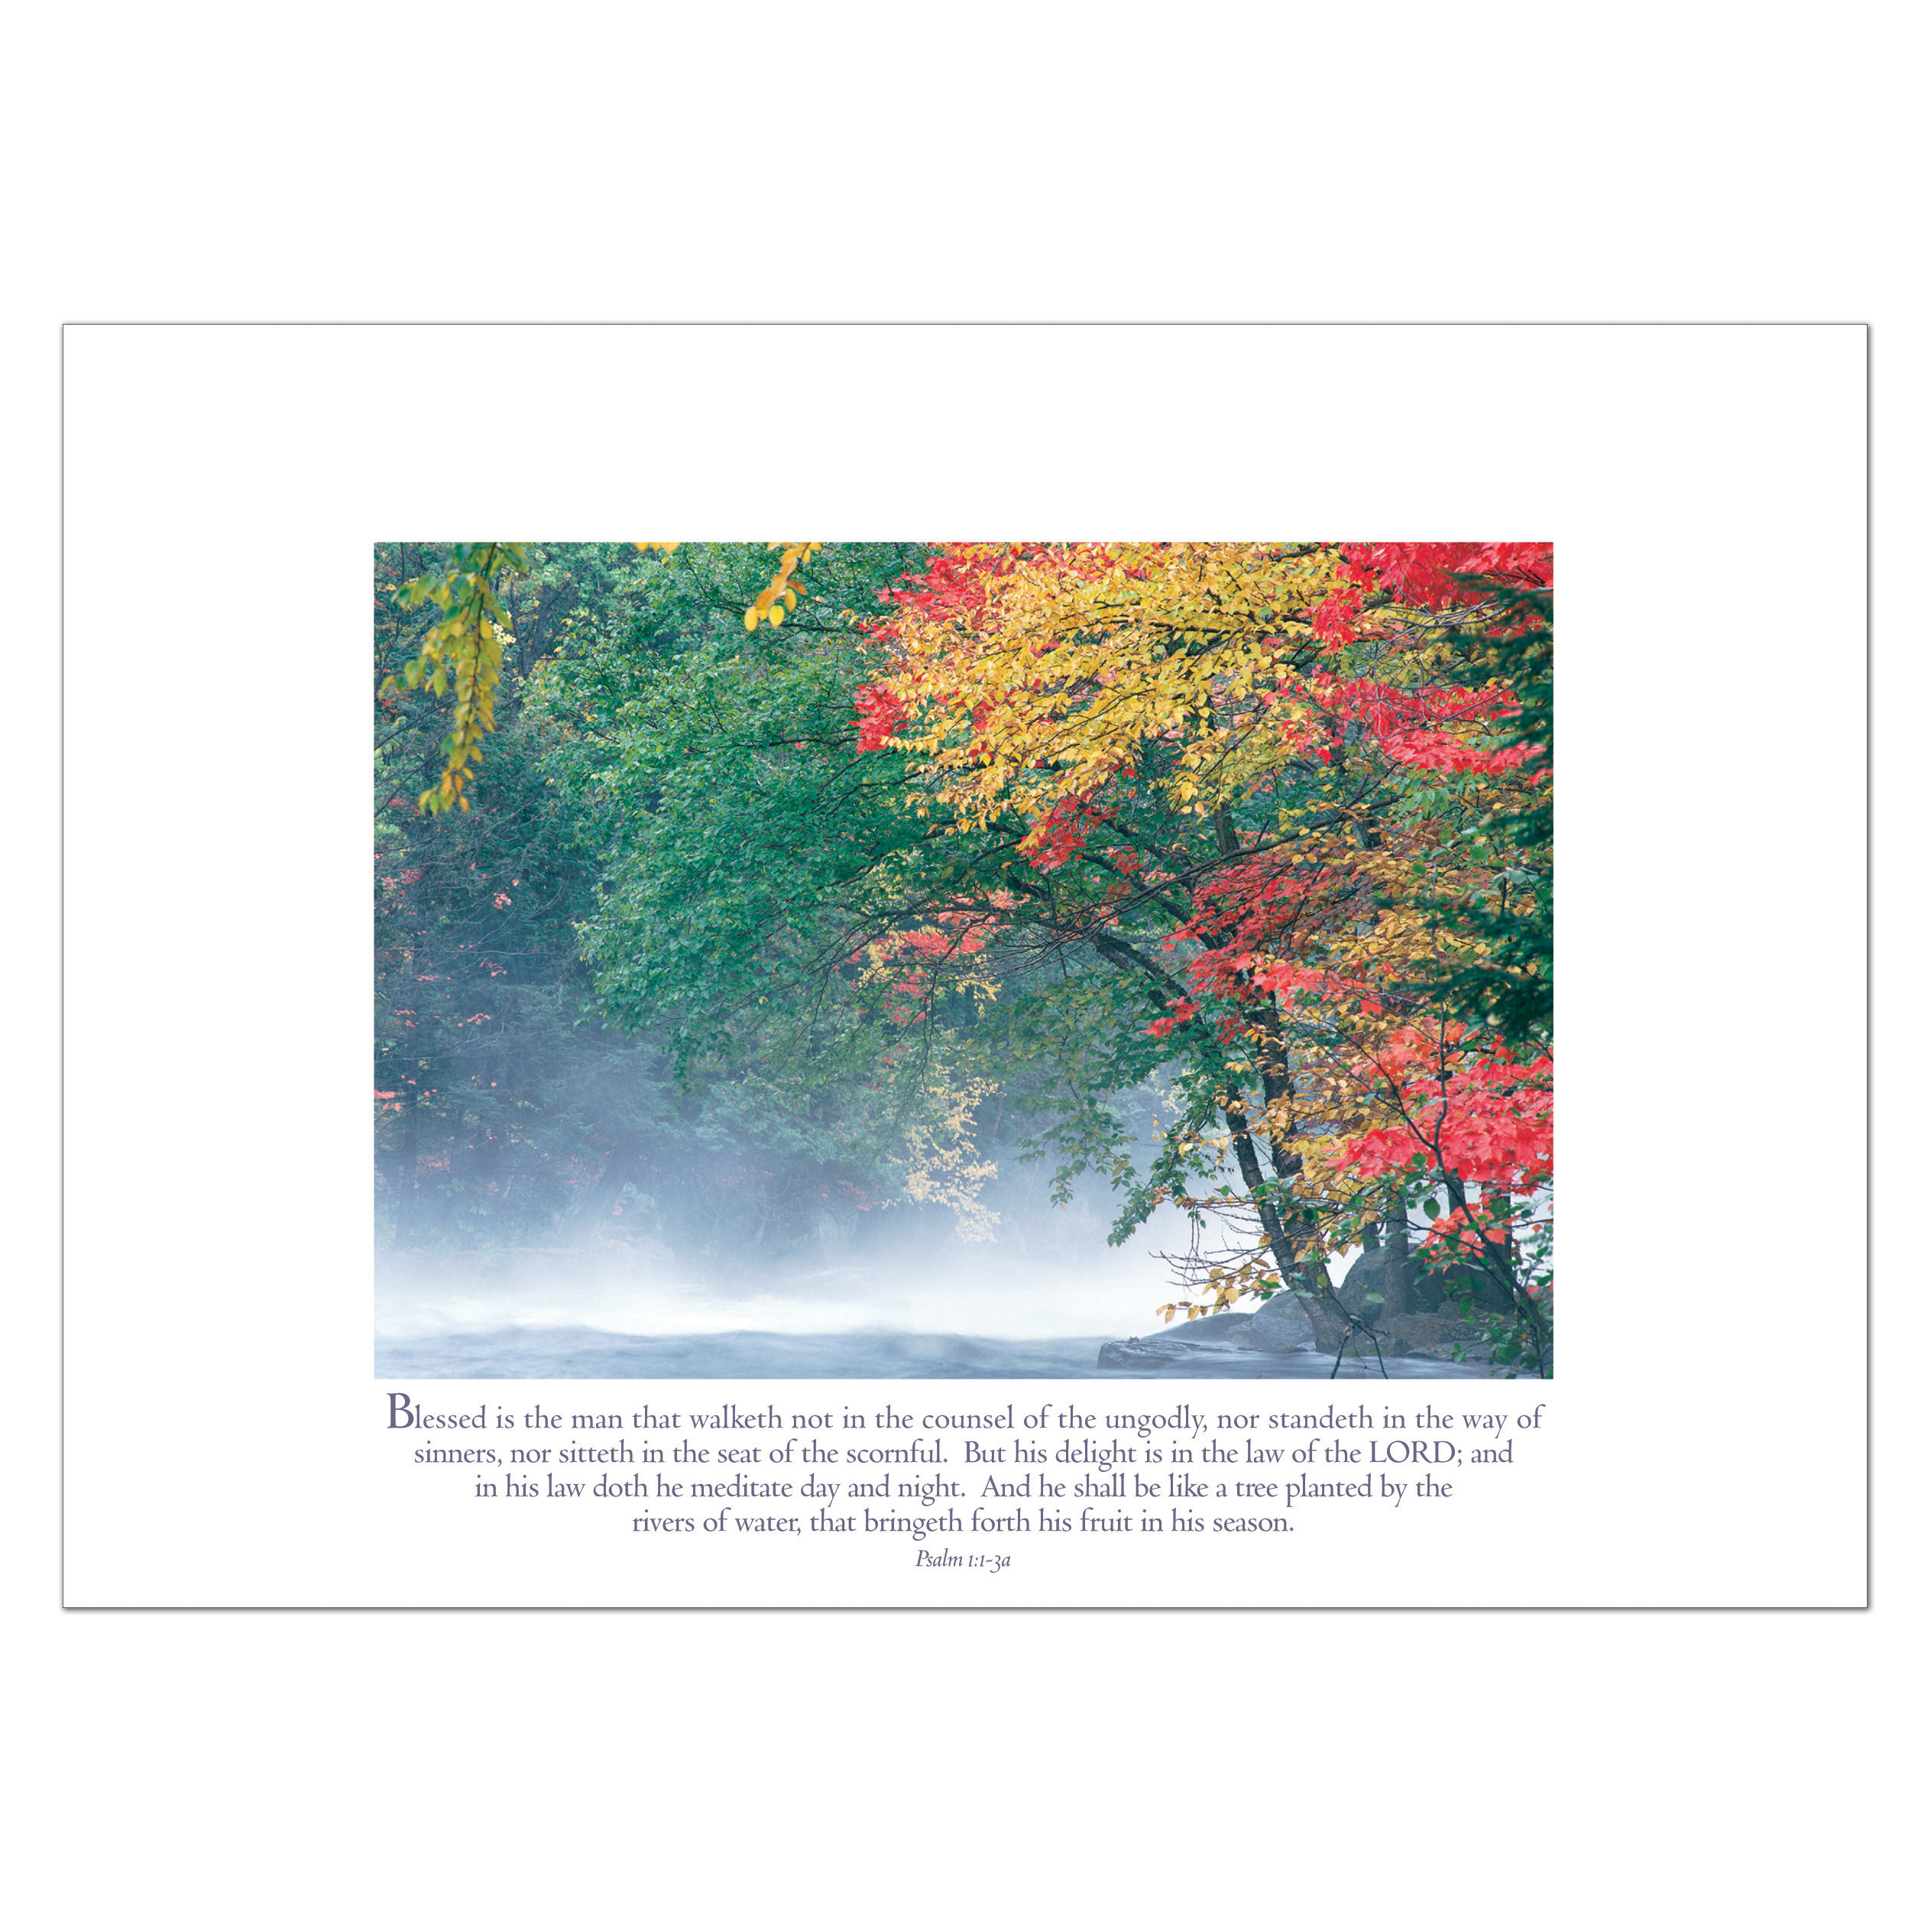 Blessed is the man that walketh not in the counsel of the ungodly, nor standeth in the way of
sinners, nor sitteth in the seat of the scornful. But his delight is in the law of the LORD; and
in his law doth he meditate day and night. And he shall be like a tree planted by the
rivers of water, that bringeth forth his fruit in his season.
Psalm 1:1-3a